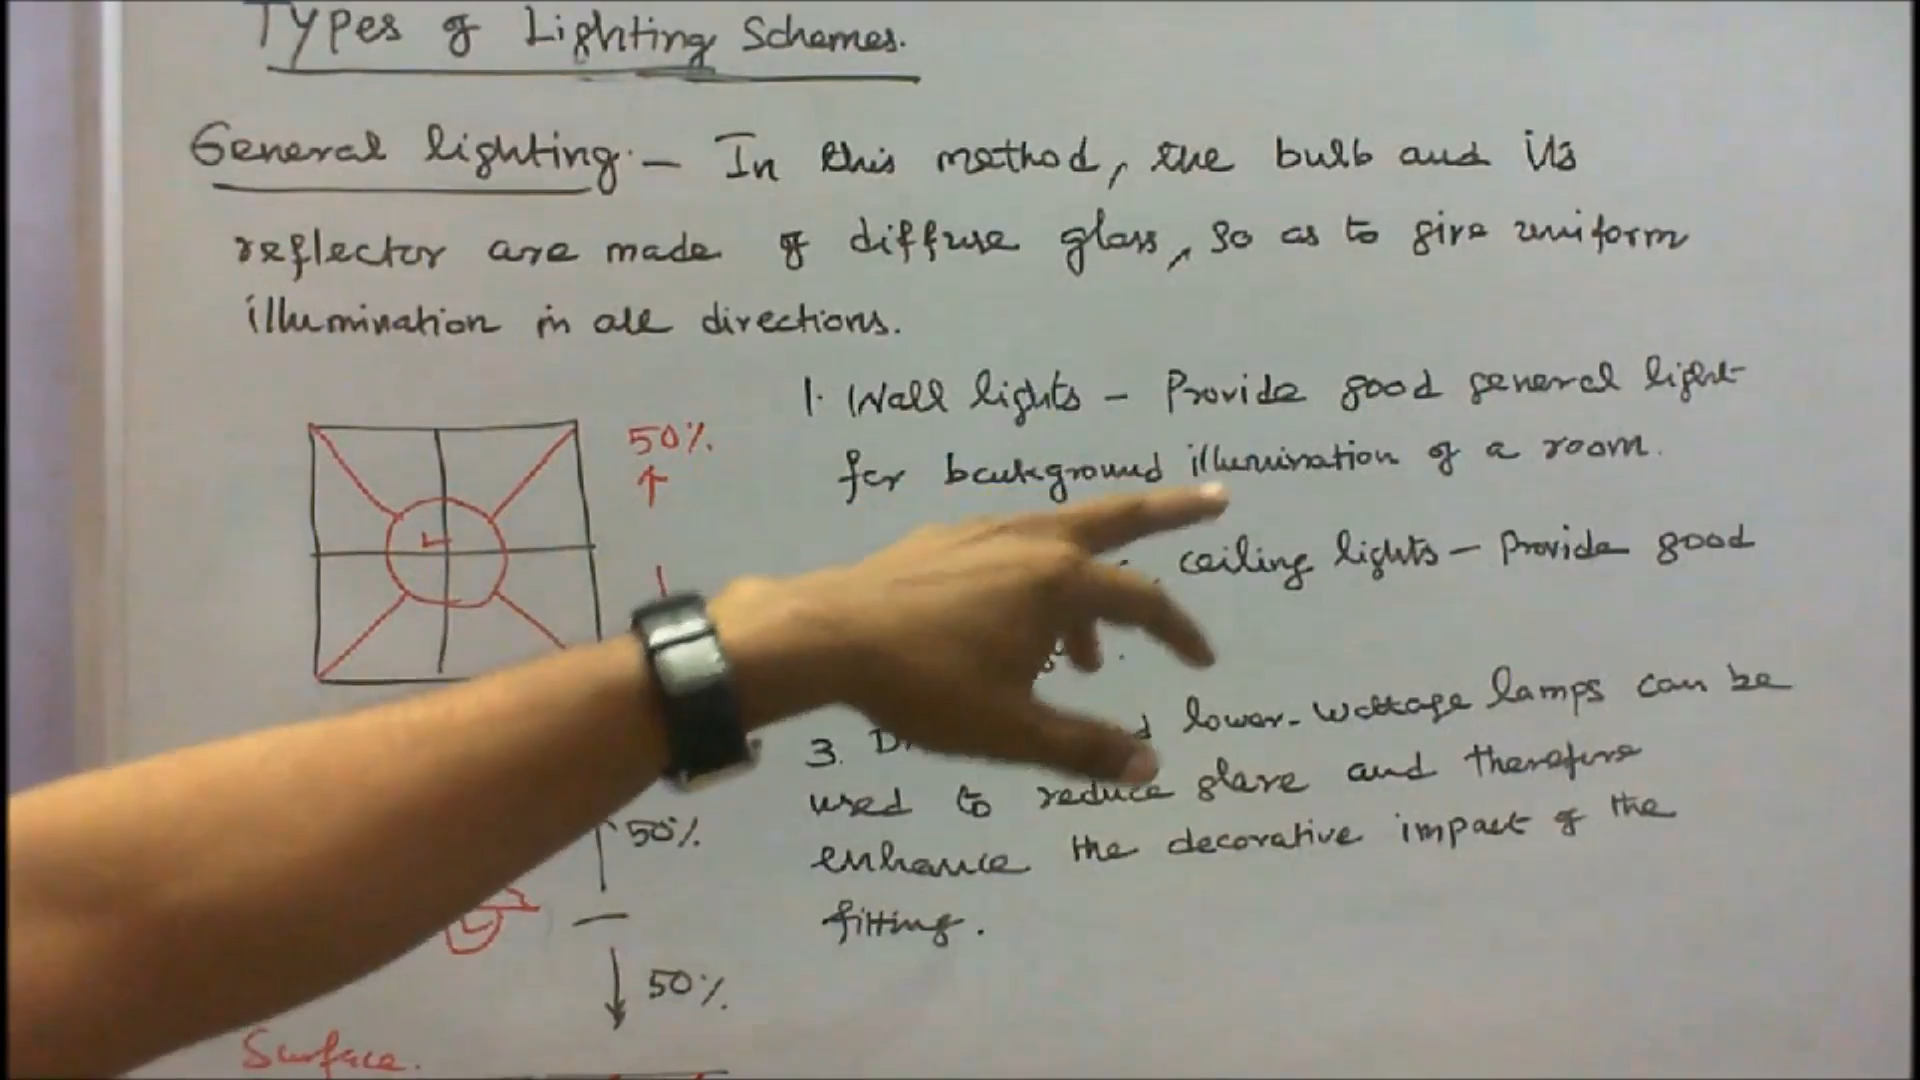 Types of Lighting Schemes.
General lighting:- In this method, the bulb and its
reflector are made of diffuse glass, so as to give uniform
illumination in all directions.
1. Wall lights - Provide good general light
for background illumination of a room.
50%
L
ceiling lights - Provide good
3. lower-wattage lamps can be
used to reduce glare and therefore
50%
enhance the decorative impact of the
fitting.
L
50%
Surface.